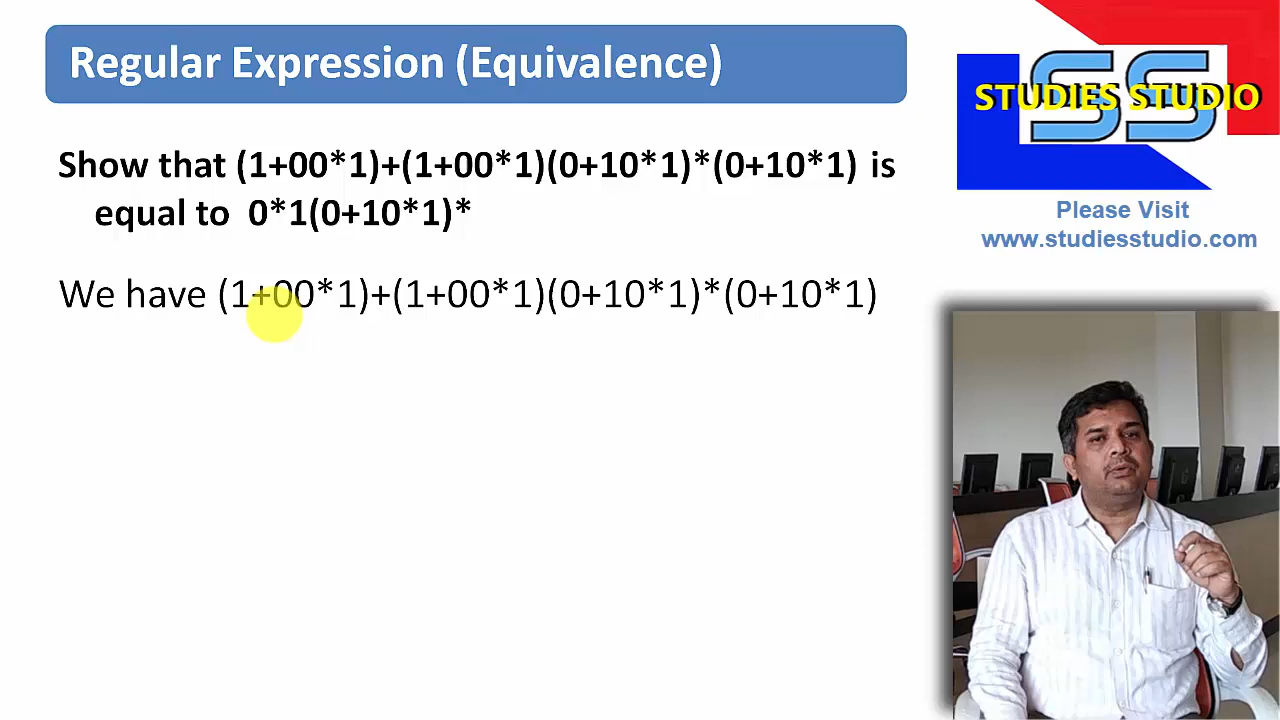 Regular Expression (Equivalence)
Show that (1+00*1)+(1+00*1)(0+10*1)*(0+10*1) is
equal to 0*1(0+10*1)*
We have (1+00*1)+(1+00*1)(0+10*1)*(0+10*1)
SS
STUDIES STUDIO
Please Visit
www.studiesstudio.com